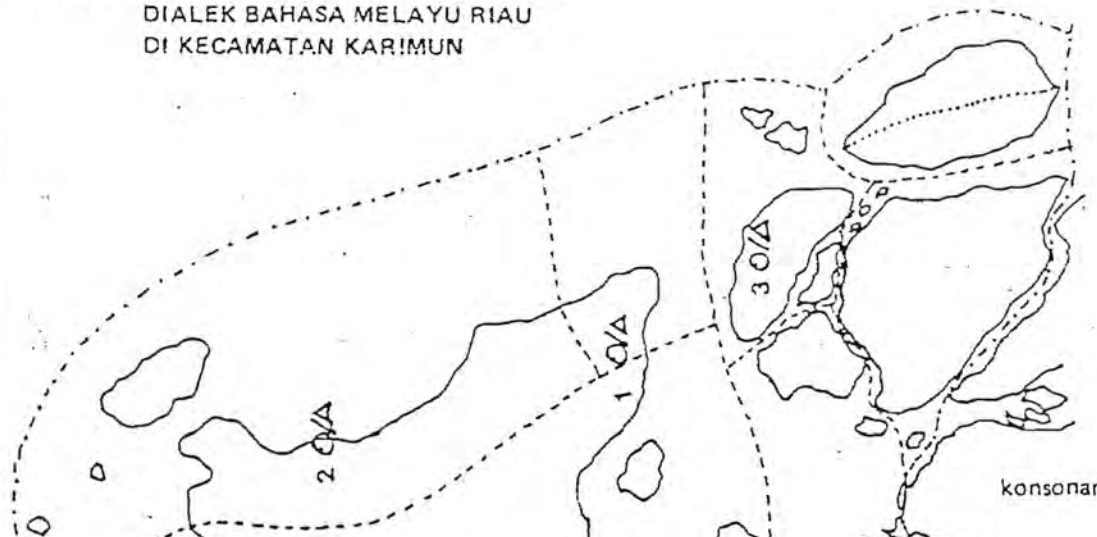 DIALEK BAHASA MELAYU RIAU
DI KECAMATAN KARIMUN
3 O/Δ
1 O/Δ
2 O/Δ
konsonan